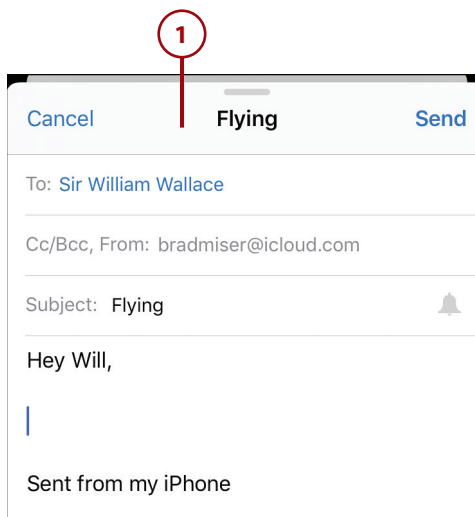 1
Cancel Flying Send
To: Sir William Wallace
Cc/Bcc, From: bradmiser@icloud.com
Subject: Flying
Hey Will,
Sent from my iPhone